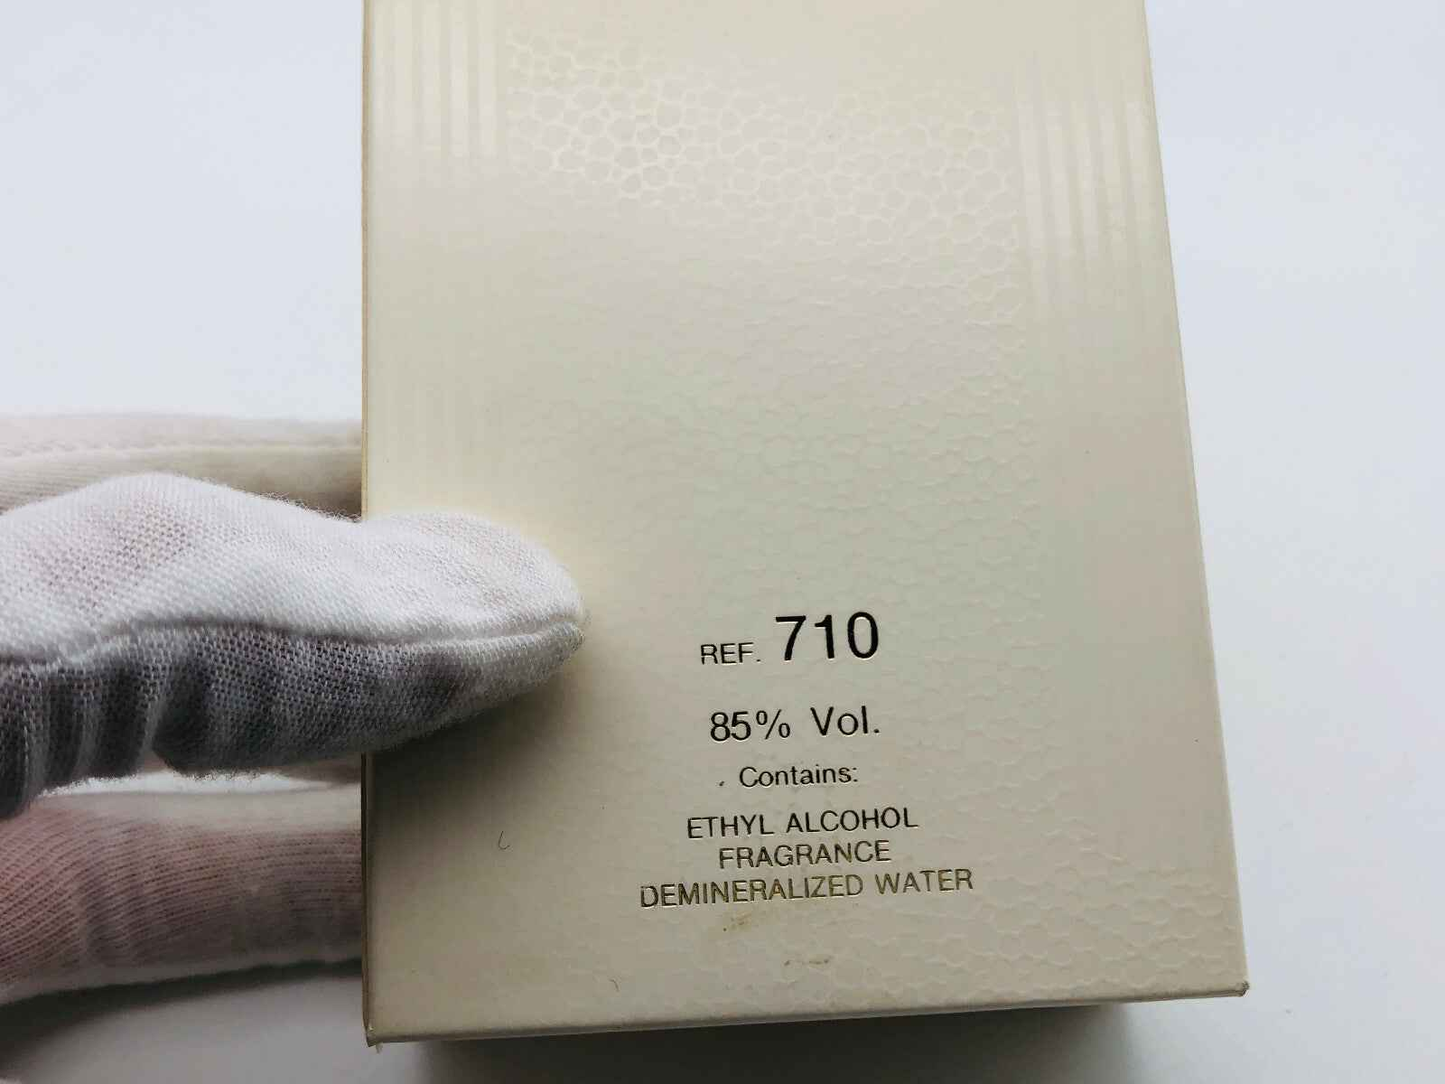 REF. 710
85% Vol.
Contains:
ETHYL ALCOHOL
FRAGRANCE
DEMINERALIZED WATER